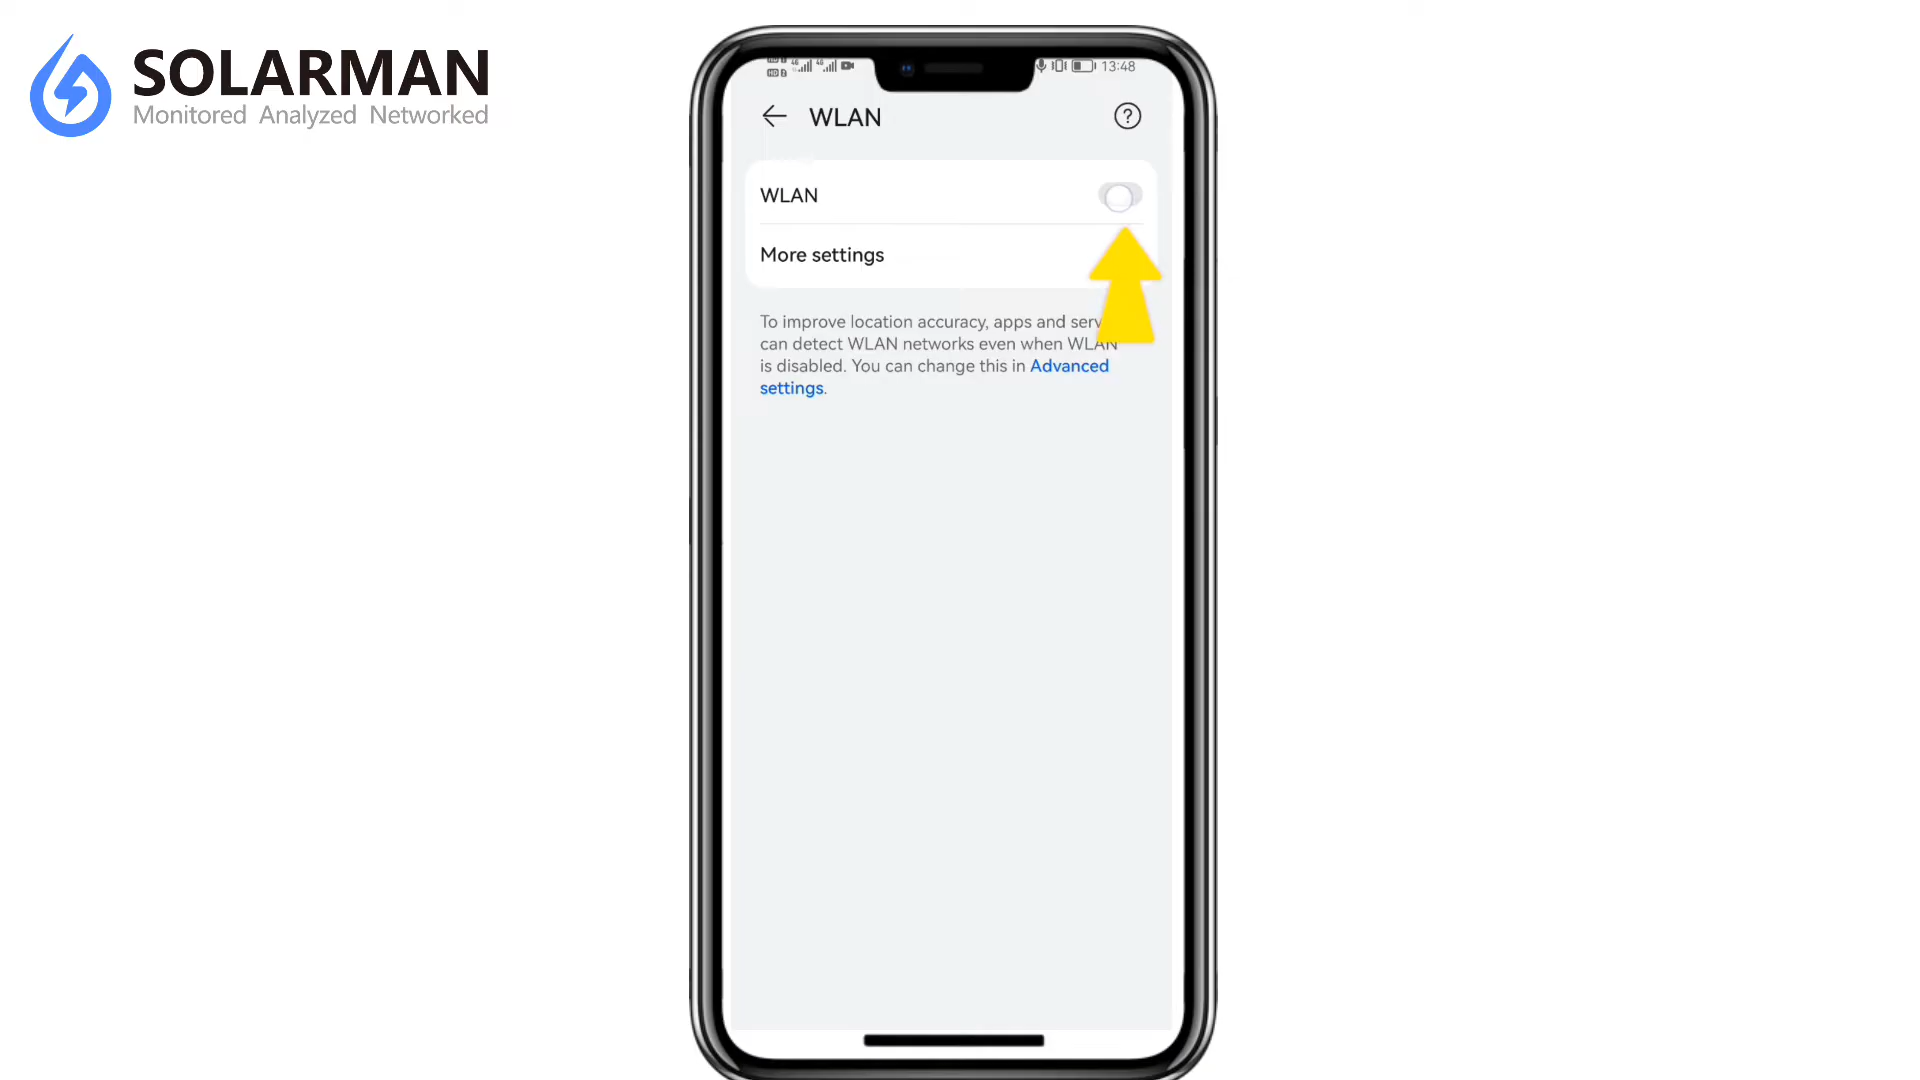 SOLARMAN
Monitored Analyzed Networked
13:48
WLAN
WLAN
More settings
To improve location accuracy, apps and serv
can detect WLAN networks even when WLAN
is disabled. You can change this in Advanced
settings.